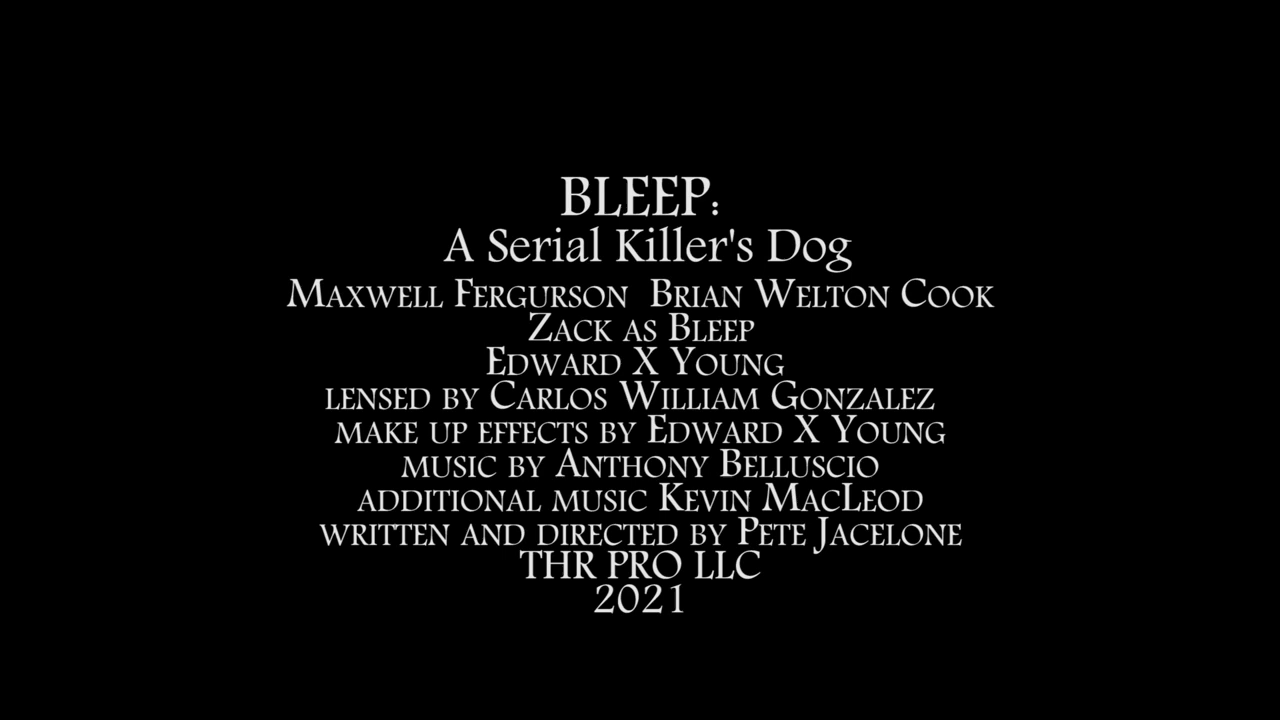 BLEEP:
A Serial Killer's Dog
Maxwell Fergurson Brian Welton Cook
Zack as Bleep
Edward X Young
lensed by Carlos William Gonzalez
make up effects by Edward X Young
music by Anthony Belluscio
additional music Kevin MacLeod
written and directed by Pete Jacelone
THR PRO LLC
2021